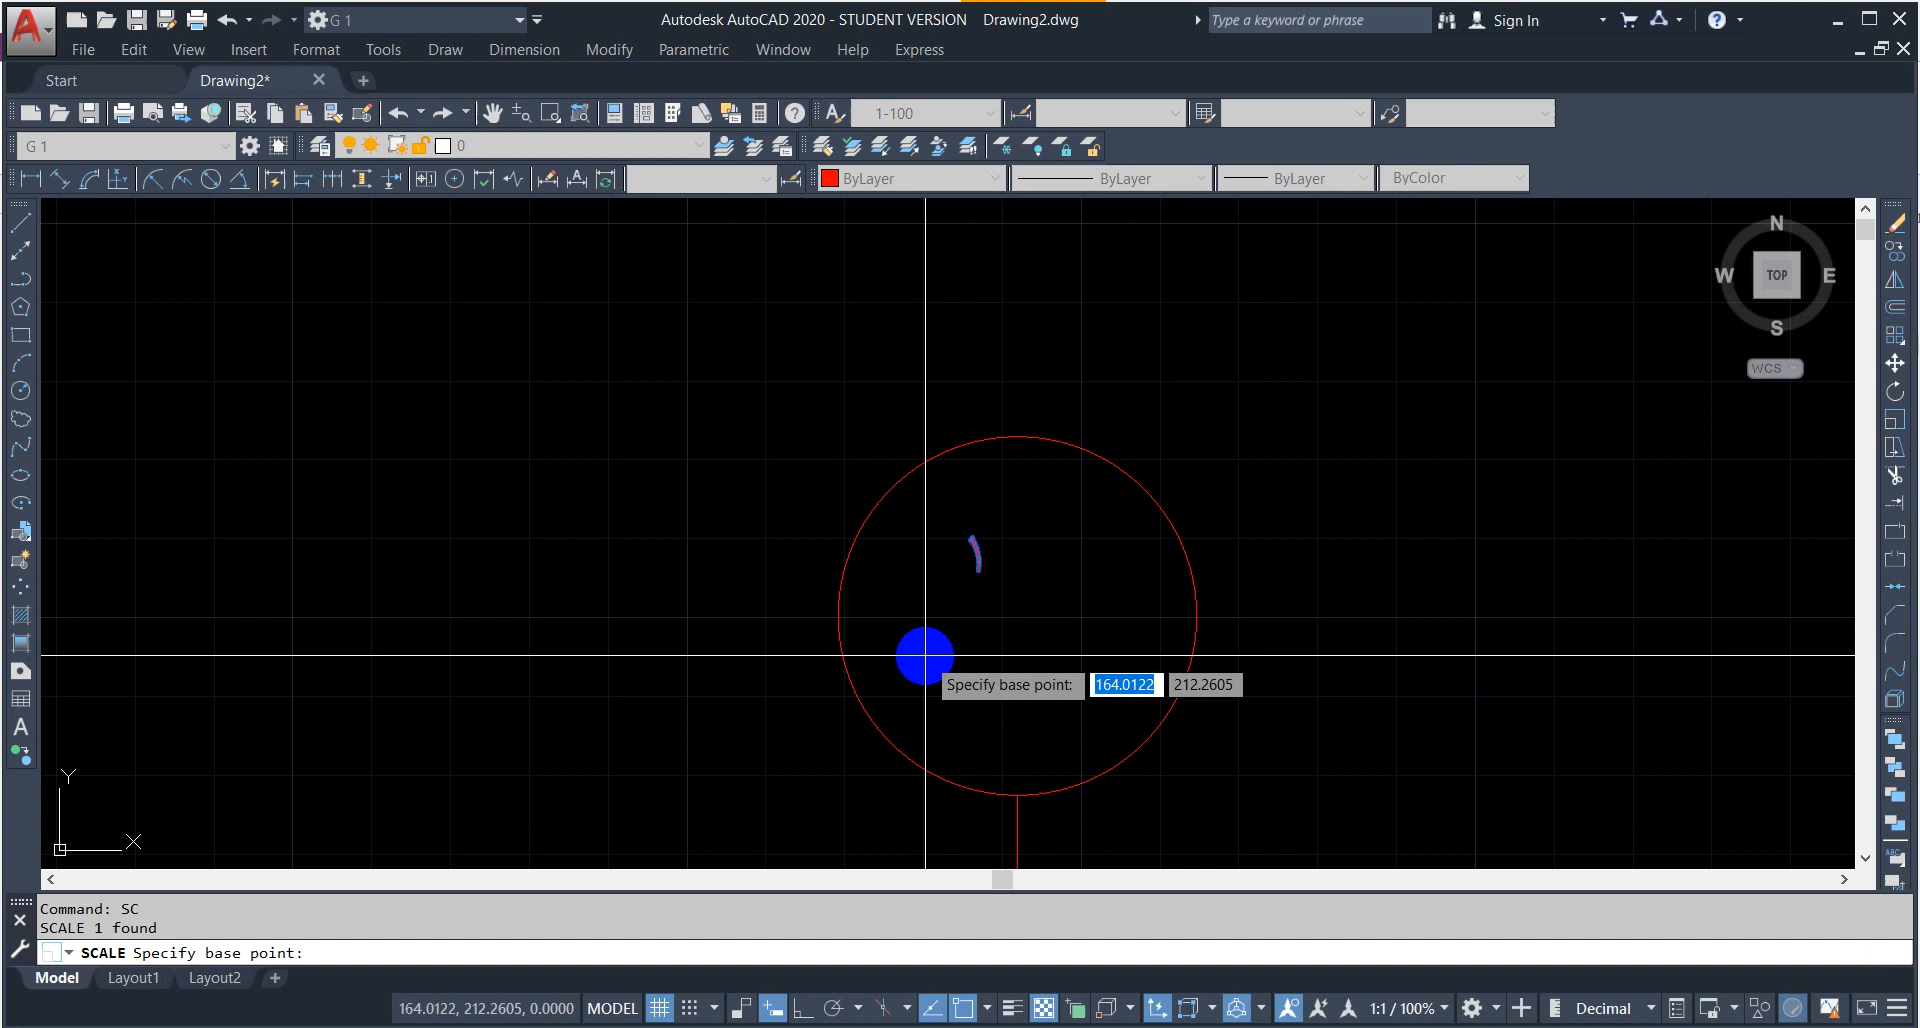 G 1
Autodesk AutoCAD 2020 - STUDENT VERSION Drawing2.dwg
Type a keyword or phrase
Sign In
File Edit View Insert Format Tools Draw Dimension Modify Parametric Window Help Express
Start Drawing2*
1-100
G 1
0
ByLayer ByLayer ByLayer ByColor
N
W TOP E
S
WCS
Specify base point: 164.0122 212.2605
Y
X
Command: SC
SCALE 1 found
SCALE Specify base point:
Model Layout1 Layout2
164.0122, 212.2605, 0.0000 MODEL 1:1 / 100% Decimal